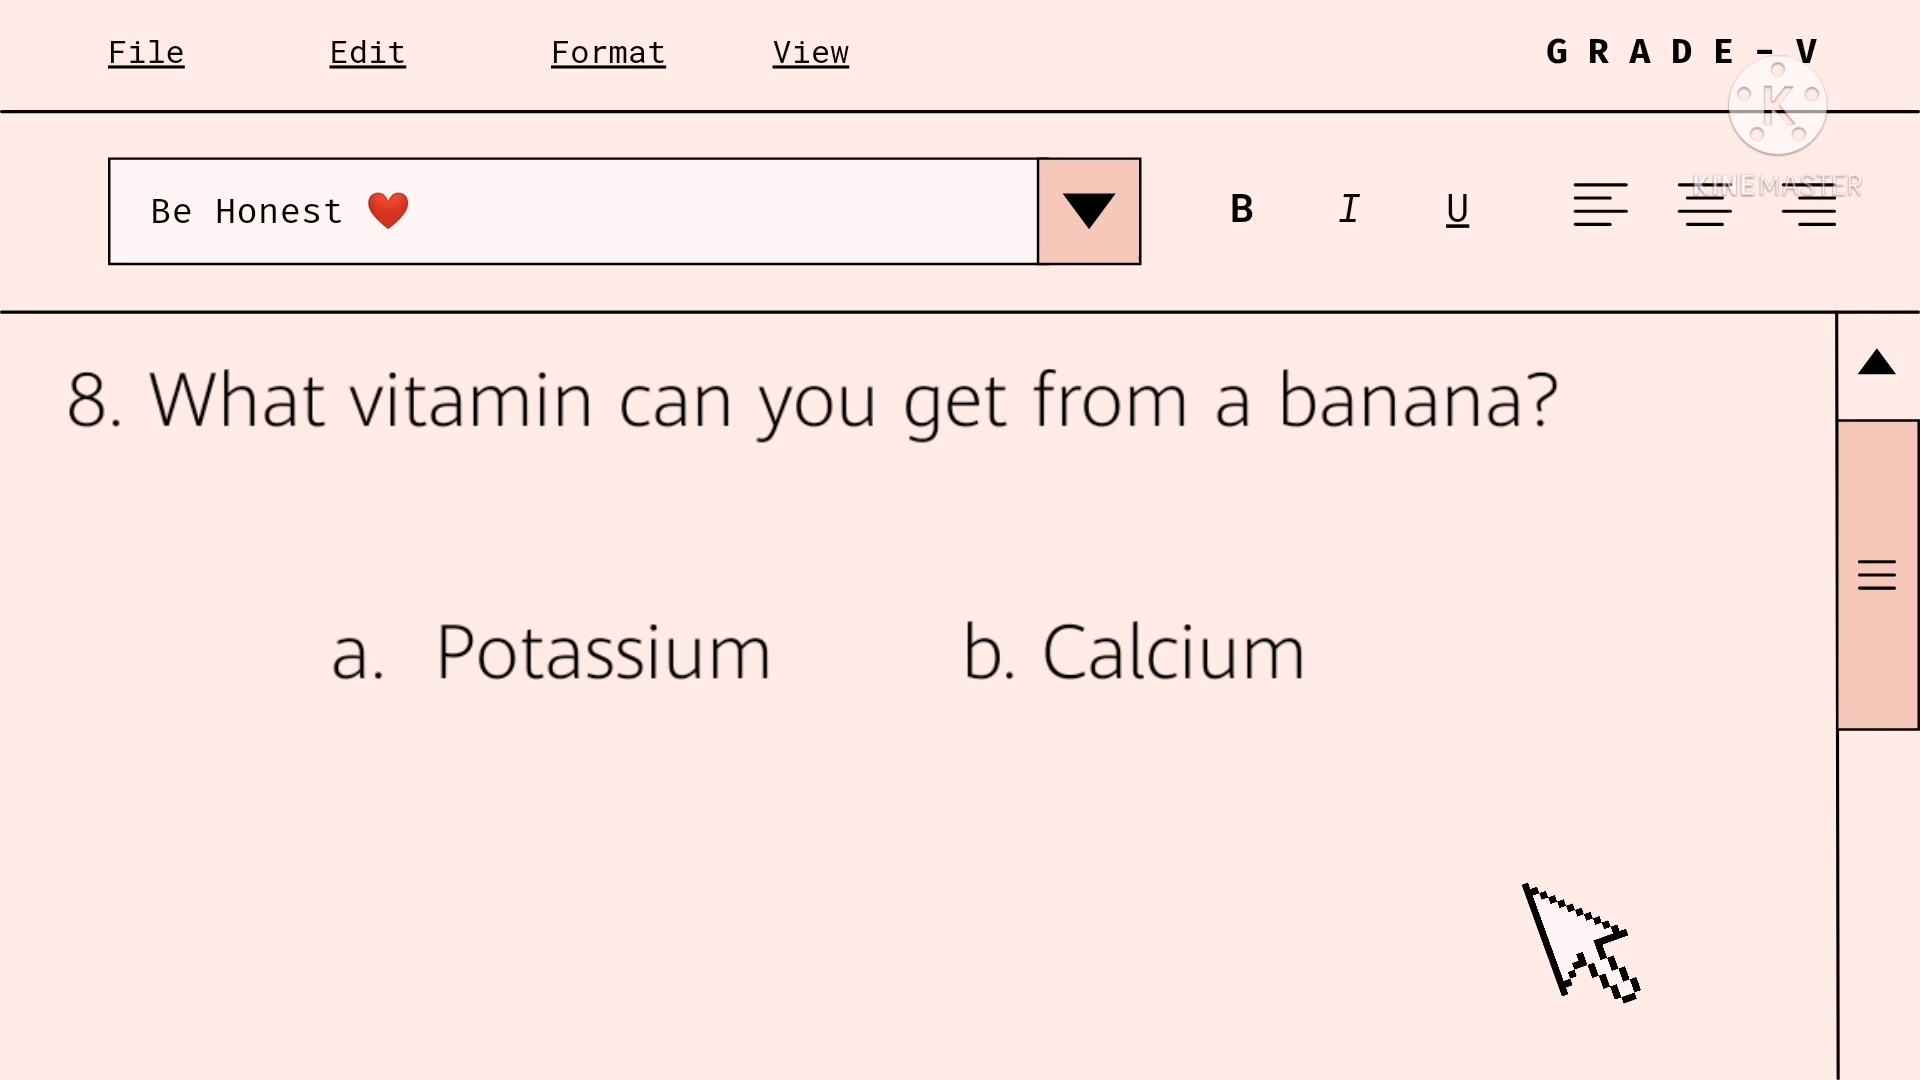 File Edit Format View GRADE-V
K
KINEMASTER
Be Honest ❤️ B I U
8. What vitamin can you get from a banana?
a. Potassium b. Calcium